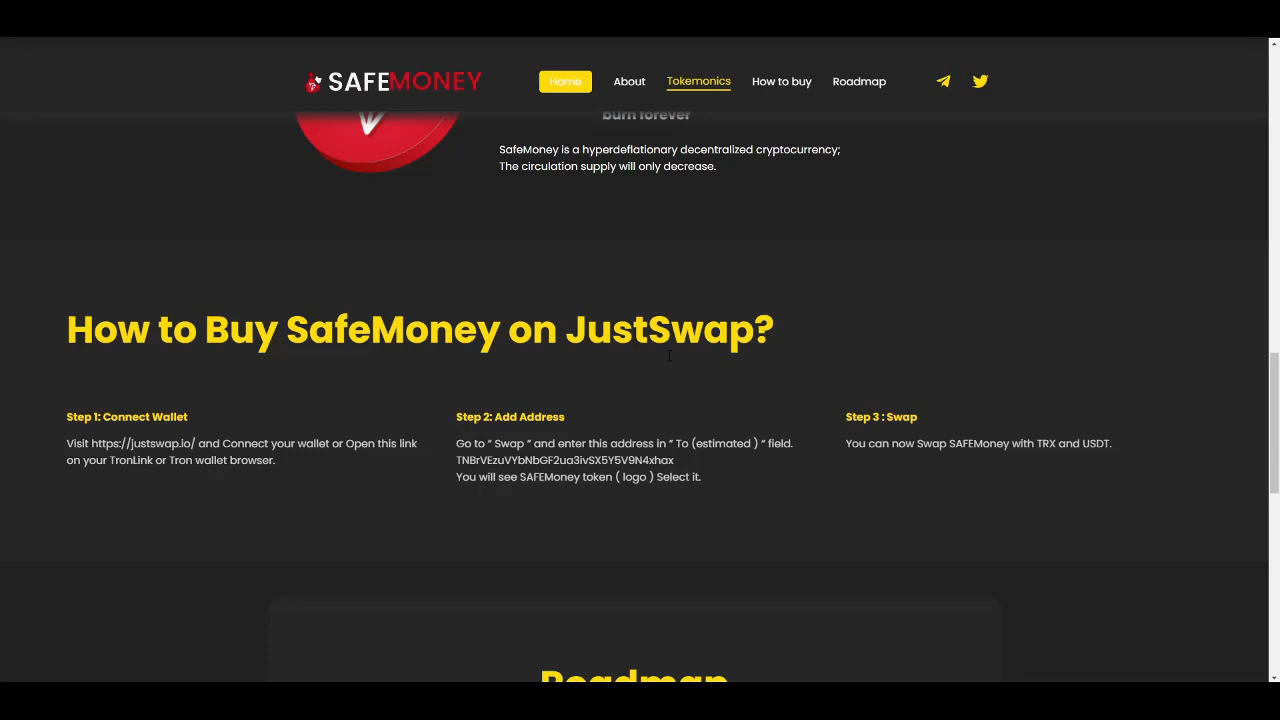 SAFEMONEY
Home About Tokemonics How to buy Roadmap
burn forever
SafeMoney is a hyperdeflationary decentralized cryptocurrency;
The circulation supply will only decrease.
How to Buy SafeMoney on JustSwap?
Step 1: Connect Wallet
Visit https://justswap.io/ and Connect your wallet or Open this link
on your TronLink or Tron wallet browser.
Step 2: Add Address
Go to “ Swap “ and enter this address in “ To (estimated ) “ field.
TNBrVEzuVYbNbGF2ua3ivSX5Y5V9N4xhax
You will see SAFEMoney token ( logo ) Select it.
Step 3 : Swap
You can now Swap SAFEMoney with TRX and USDT.
Roadmap